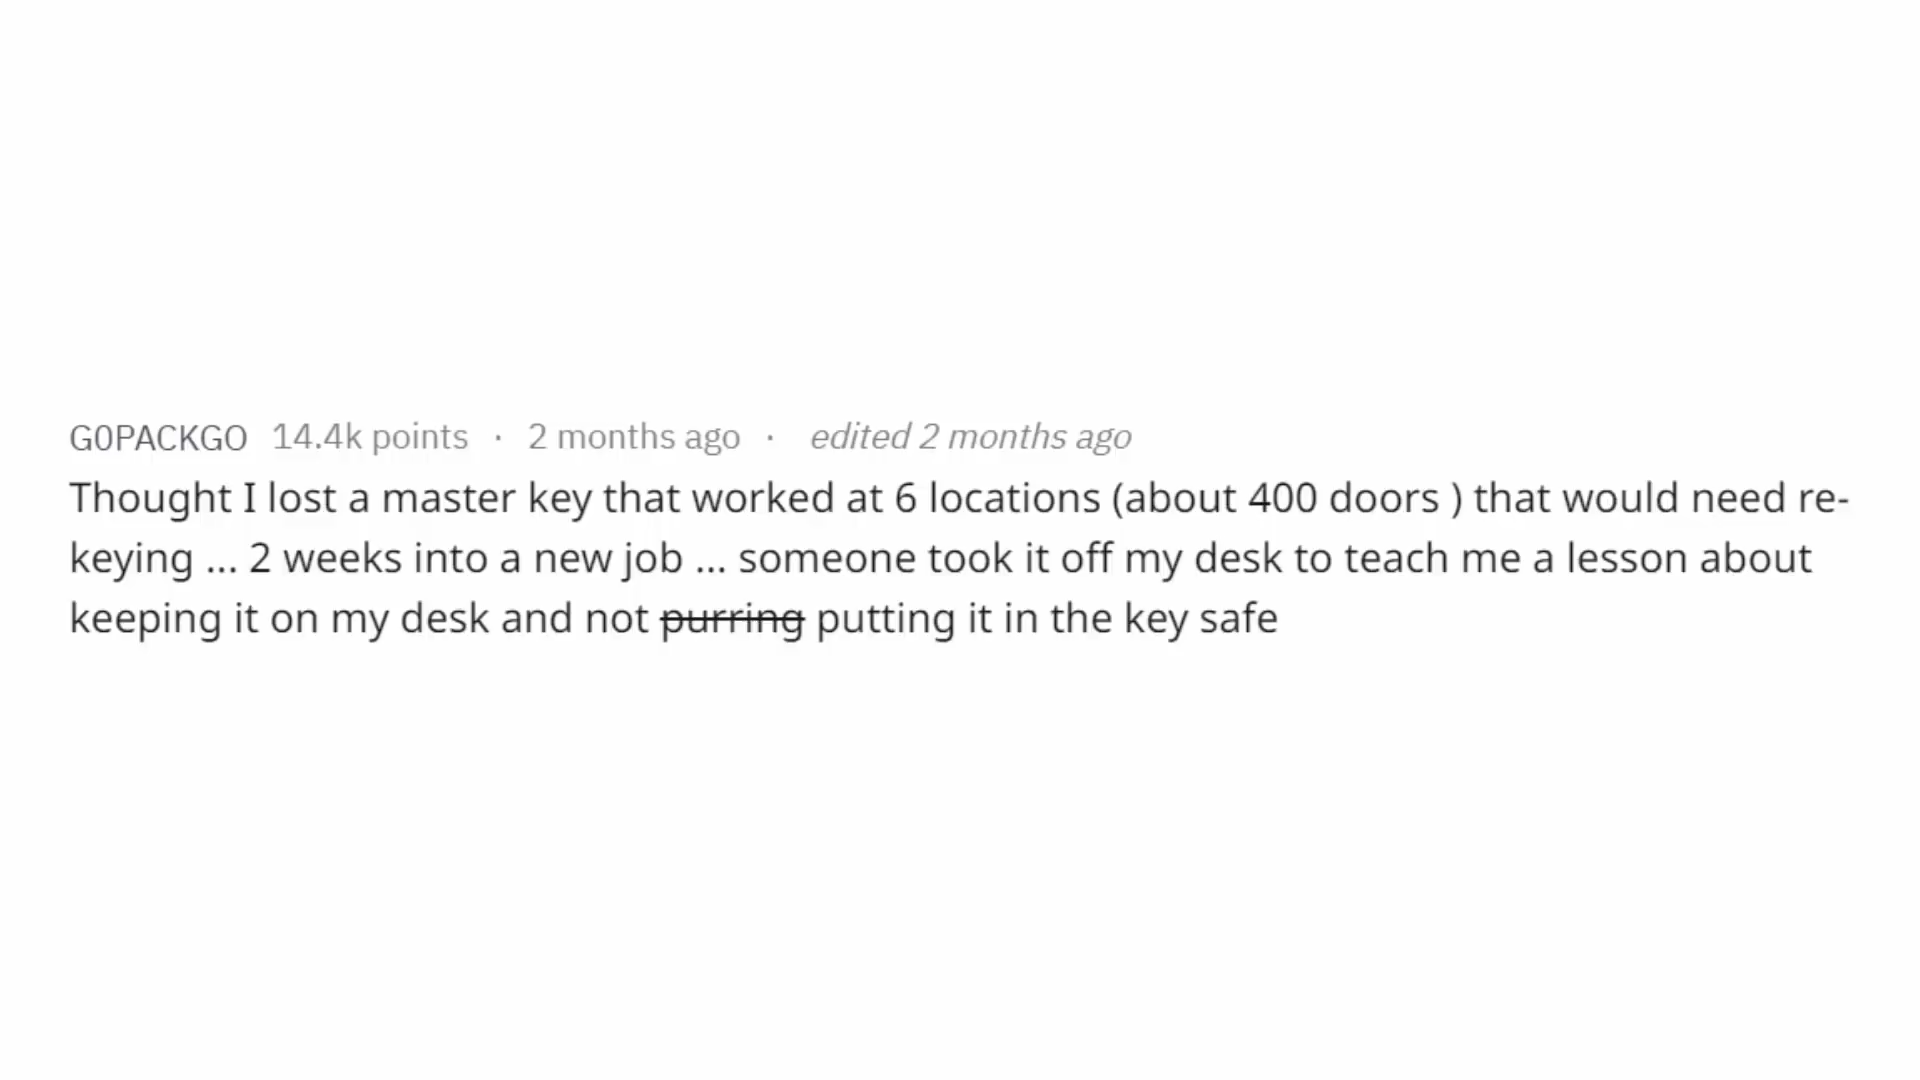 G0PACKGO 14.4k points · 2 months ago · edited 2 months ago
Thought I lost a master key that worked at 6 locations (about 400 doors ) that would need re-
keying ... 2 weeks into a new job ... someone took it off my desk to teach me a lesson about
keeping it on my desk and not purring putting it in the key safe